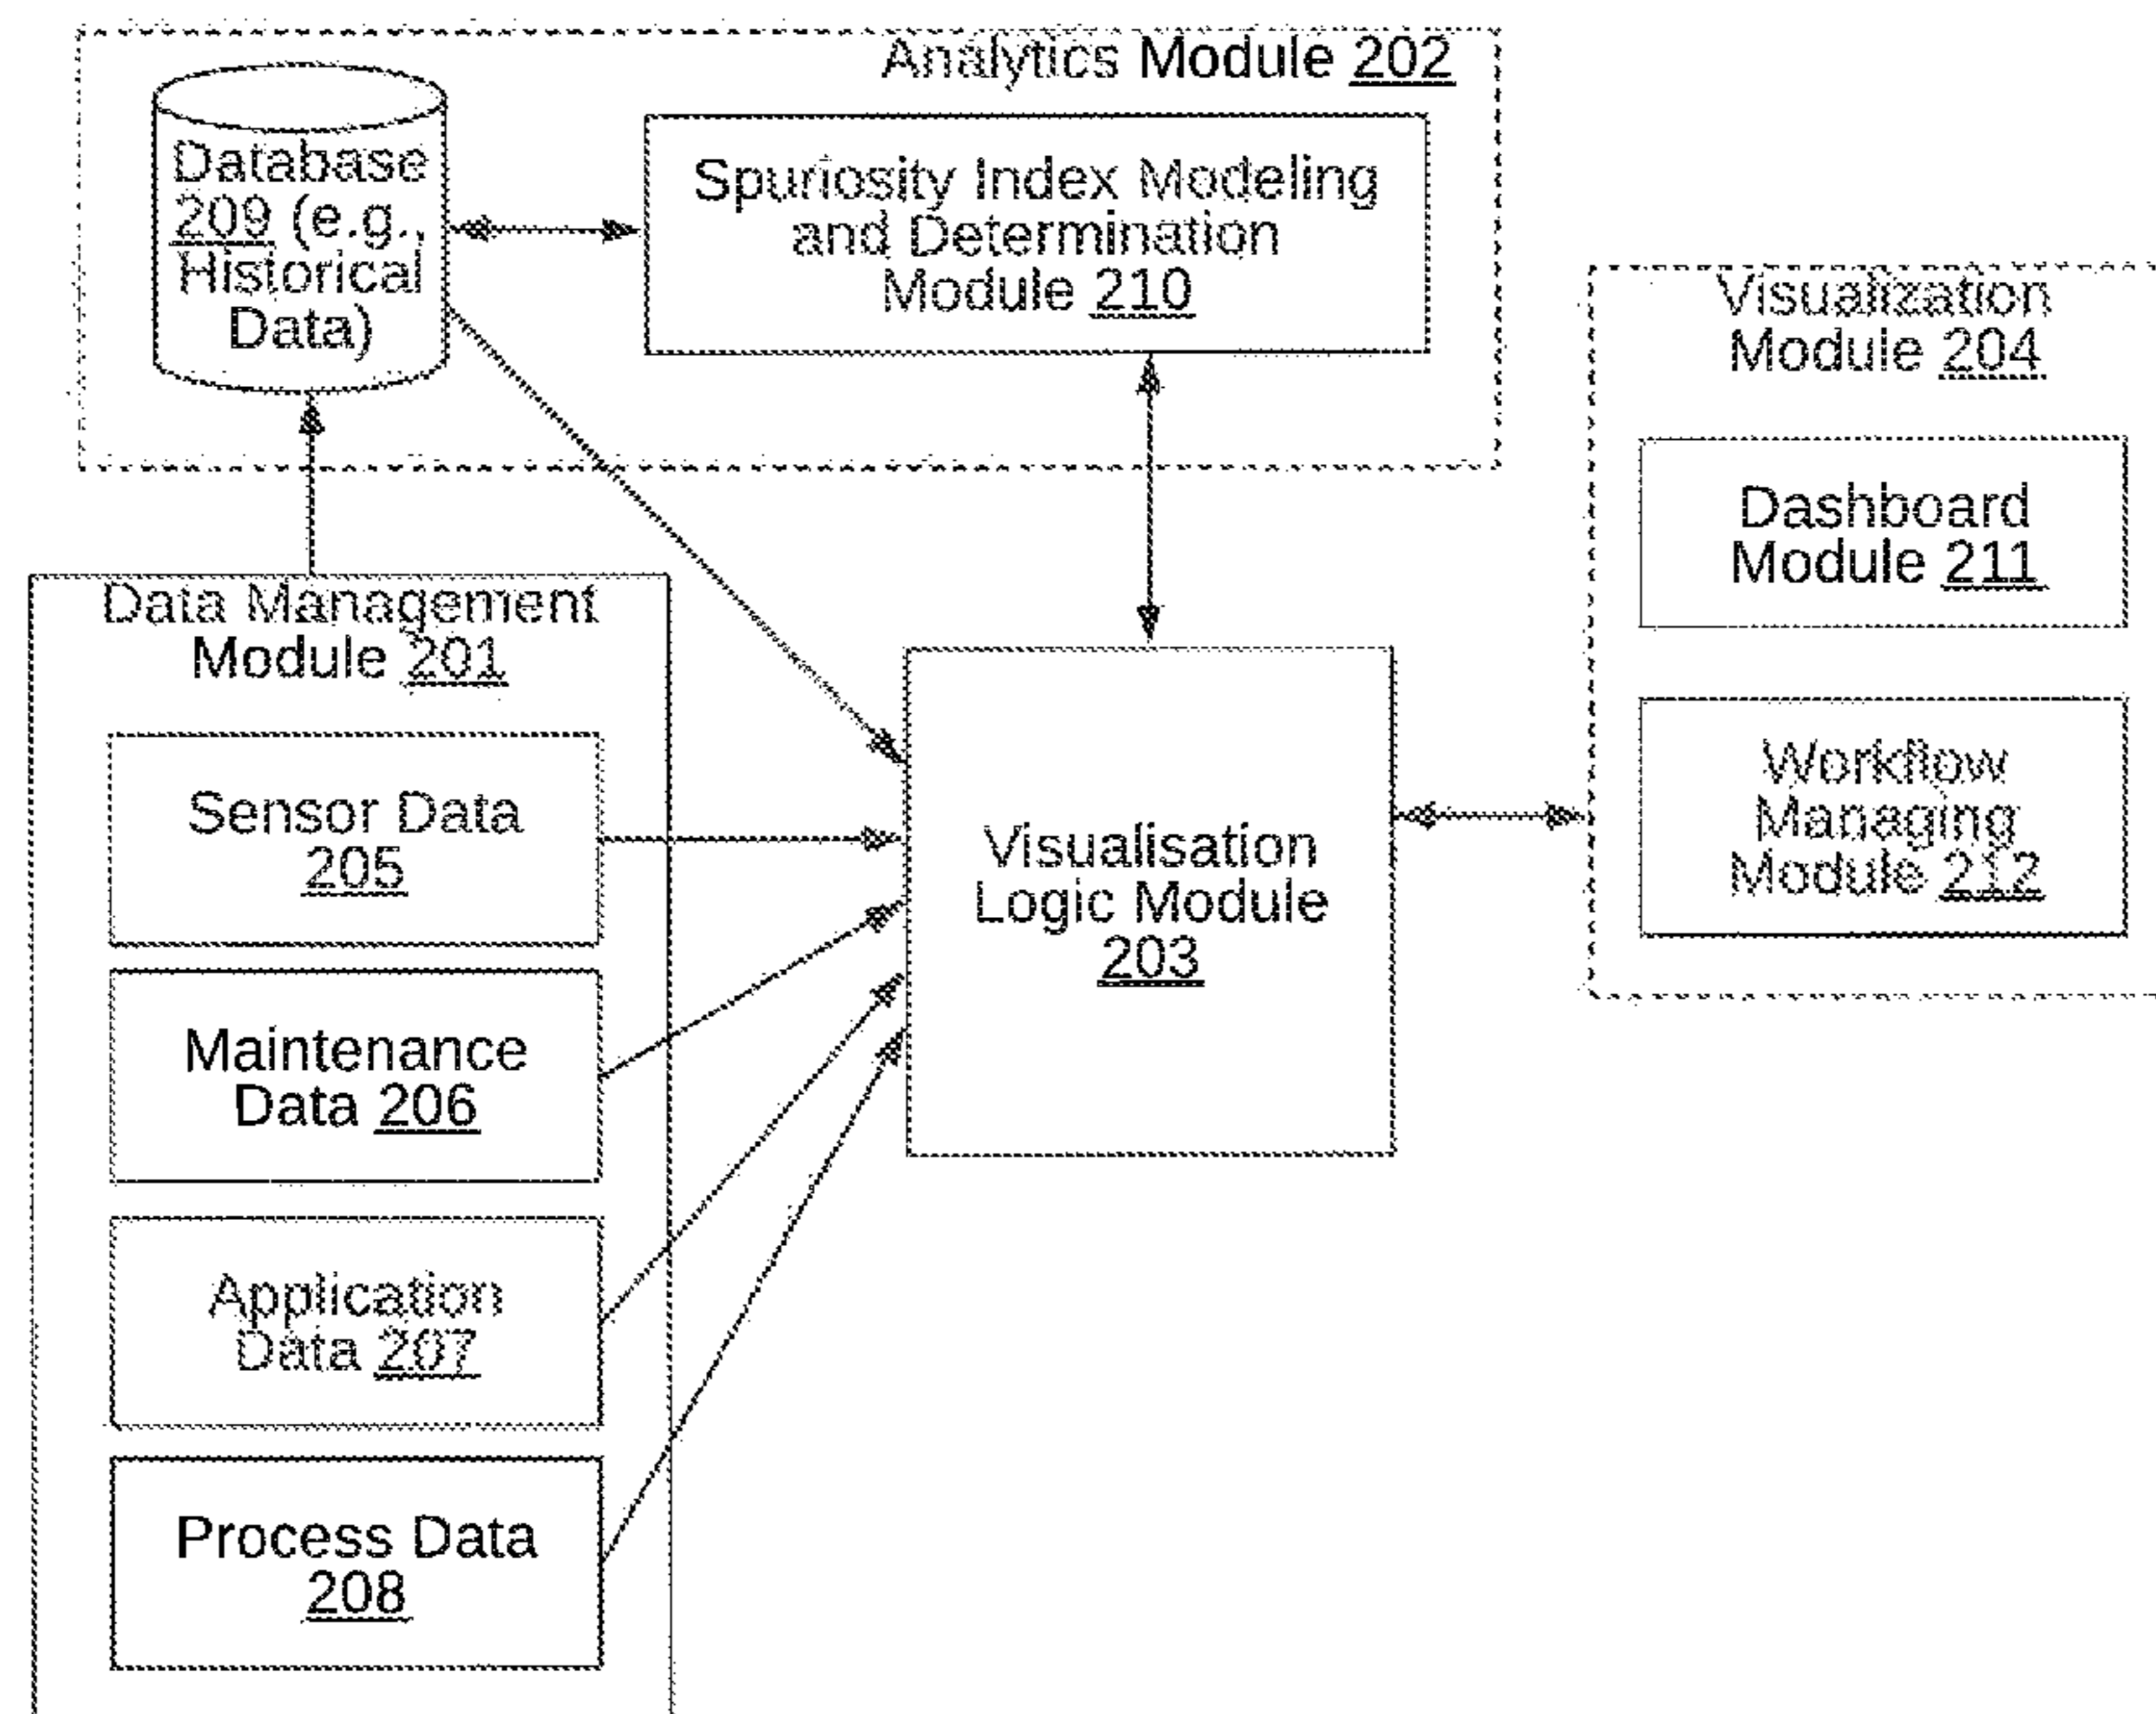 Analytics Module 202
Database
209 (e.g.,
Historical
Data)
Spuriosity Index Modeling
and Determination
Module 210
Visualization
Module 204
Dashboard
Module 211
Workflow
Managing
Module 212
Data Management
Module 201
Sensor Data
205
Maintenance
Data 206
Application
Data 207
Process Data
208
Visualisation
Logic Module
203